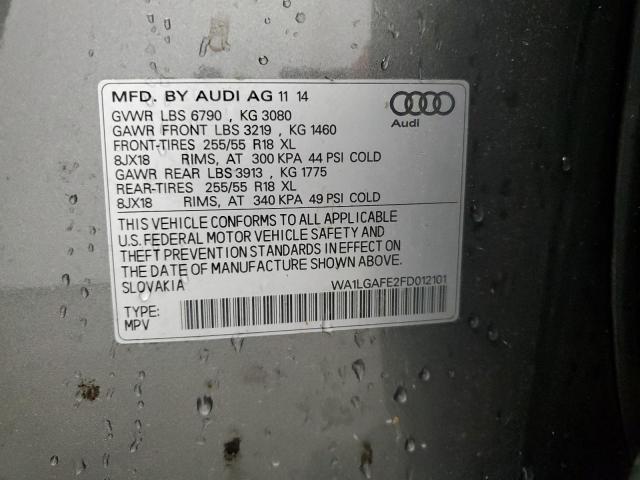 MFD. BY AUDI AG 11 14
GVWR LBS 6790 , KG 3080
GAWR FRONT LBS 3219 , KG 1460
FRONT-TIRES 255/55 R18 XL
8JX18 RIMS, AT 300 KPA 44 PSI COLD
GAWR REAR LBS 3913 , KG 1775
REAR-TIRES 255/55 R18 XL
8JX18 RIMS, AT 340 KPA 49 PSI COLD
Audi
THIS VEHICLE CONFORMS TO ALL APPLICABLE
U.S. FEDERAL MOTOR VEHICLE SAFETY AND
THEFT PREVENTION STANDARDS IN EFFECT ON
THE DATE OF MANUFACTURE SHOWN ABOVE.
SLOVAKIA WA1LGAFE2FD012101
TYPE:
MPV